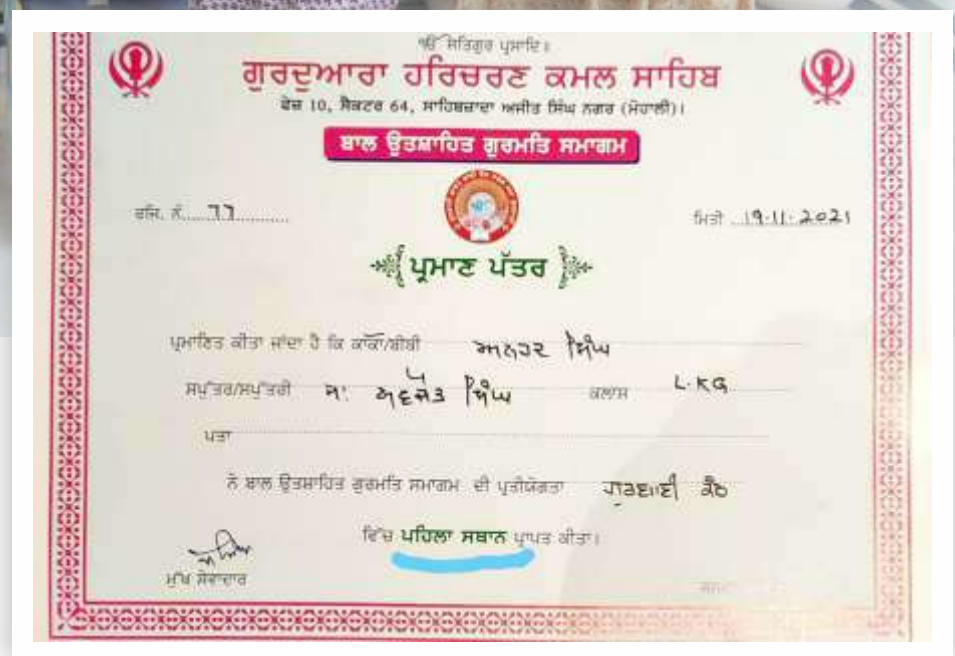 ੴ ਸਤਿਗੁਰ ਪ੍ਰਸਾਦਿ॥
ਗੁਰਦੁਆਰਾ ਹਰਿਚਰਣ ਕਮਲ ਸਾਹਿਬ
ਫੇਜ਼ 10, ਸੈਕਟਰ 64, ਸਾਹਿਬਜ਼ਾਦਾ ਅਜੀਤ ਸਿੰਘ ਨਗਰ (ਮੋਹਾਲੀ)।
ਬਾਲ ਉਤਸ਼ਾਹਿਤ ਗੁਰਮਤਿ ਸਮਾਗਮ
ਰਜਿ. ਨੰ. 77 ਮਿਤੀ 19.11.2021
ਪ੍ਰਮਾਣ ਪੱਤਰ
ਪ੍ਰਮਾਣਿਤ ਕੀਤਾ ਜਾਂਦਾ ਹੈ ਕਿ ਕਾਕਾ/ਬੀਬੀ ਅਨਹਦ ਸਿੰਘ
ਸਪੁੱਤਰ/ਸਪੁੱਤਰੀ ਸ: ਸਿੰਘ ਕਲਾਸ L.KG
ਪਤਾ
ਨੇ ਬਾਲ ਉਤਸ਼ਾਹਿਤ ਗੁਰਮਤਿ ਸਮਾਗਮ ਦੀ ਪ੍ਰਤੀਯੋਗਤਾ ਗੁਰਬਾਣੀ ਕੰਠ
ਵਿੱਚ ਪਹਿਲਾ ਸਥਾਨ ਪ੍ਰਾਪਤ ਕੀਤਾ।
ਮੁੱਖ ਸੇਵਾਦਾਰ